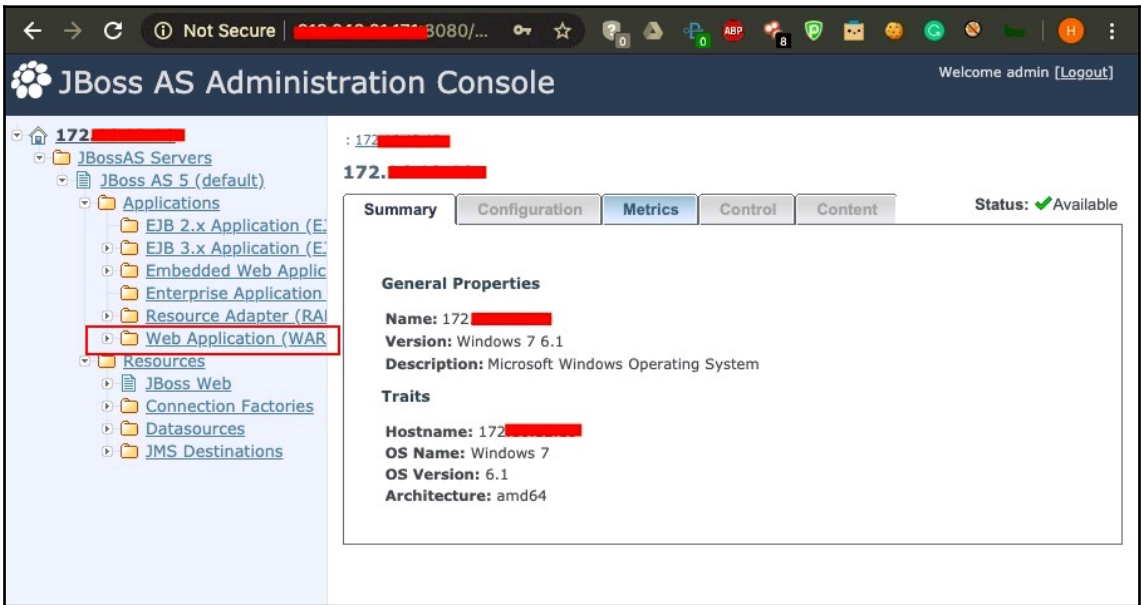 Not Secure
8080/...
ABP
H
JBoss AS Administration Console
Welcome admin [Logout]
172
JBossAS Servers
JBoss AS 5 (default)
Applications
EJB 2.x Application (E
EJB 3.x Application (E
Embedded Web Applic
Enterprise Application
Resource Adapter (RA
Web Application (WAR
Resources
JBoss Web
Connection Factories
Datasources
JMS Destinations
: 172
172.
Summary Configuration Metrics Control Content
Status: Available
General Properties
Name: 172
Version: Windows 7 6.1
Description: Microsoft Windows Operating System
Traits
Hostname: 172
OS Name: Windows 7
OS Version: 6.1
Architecture: amd64